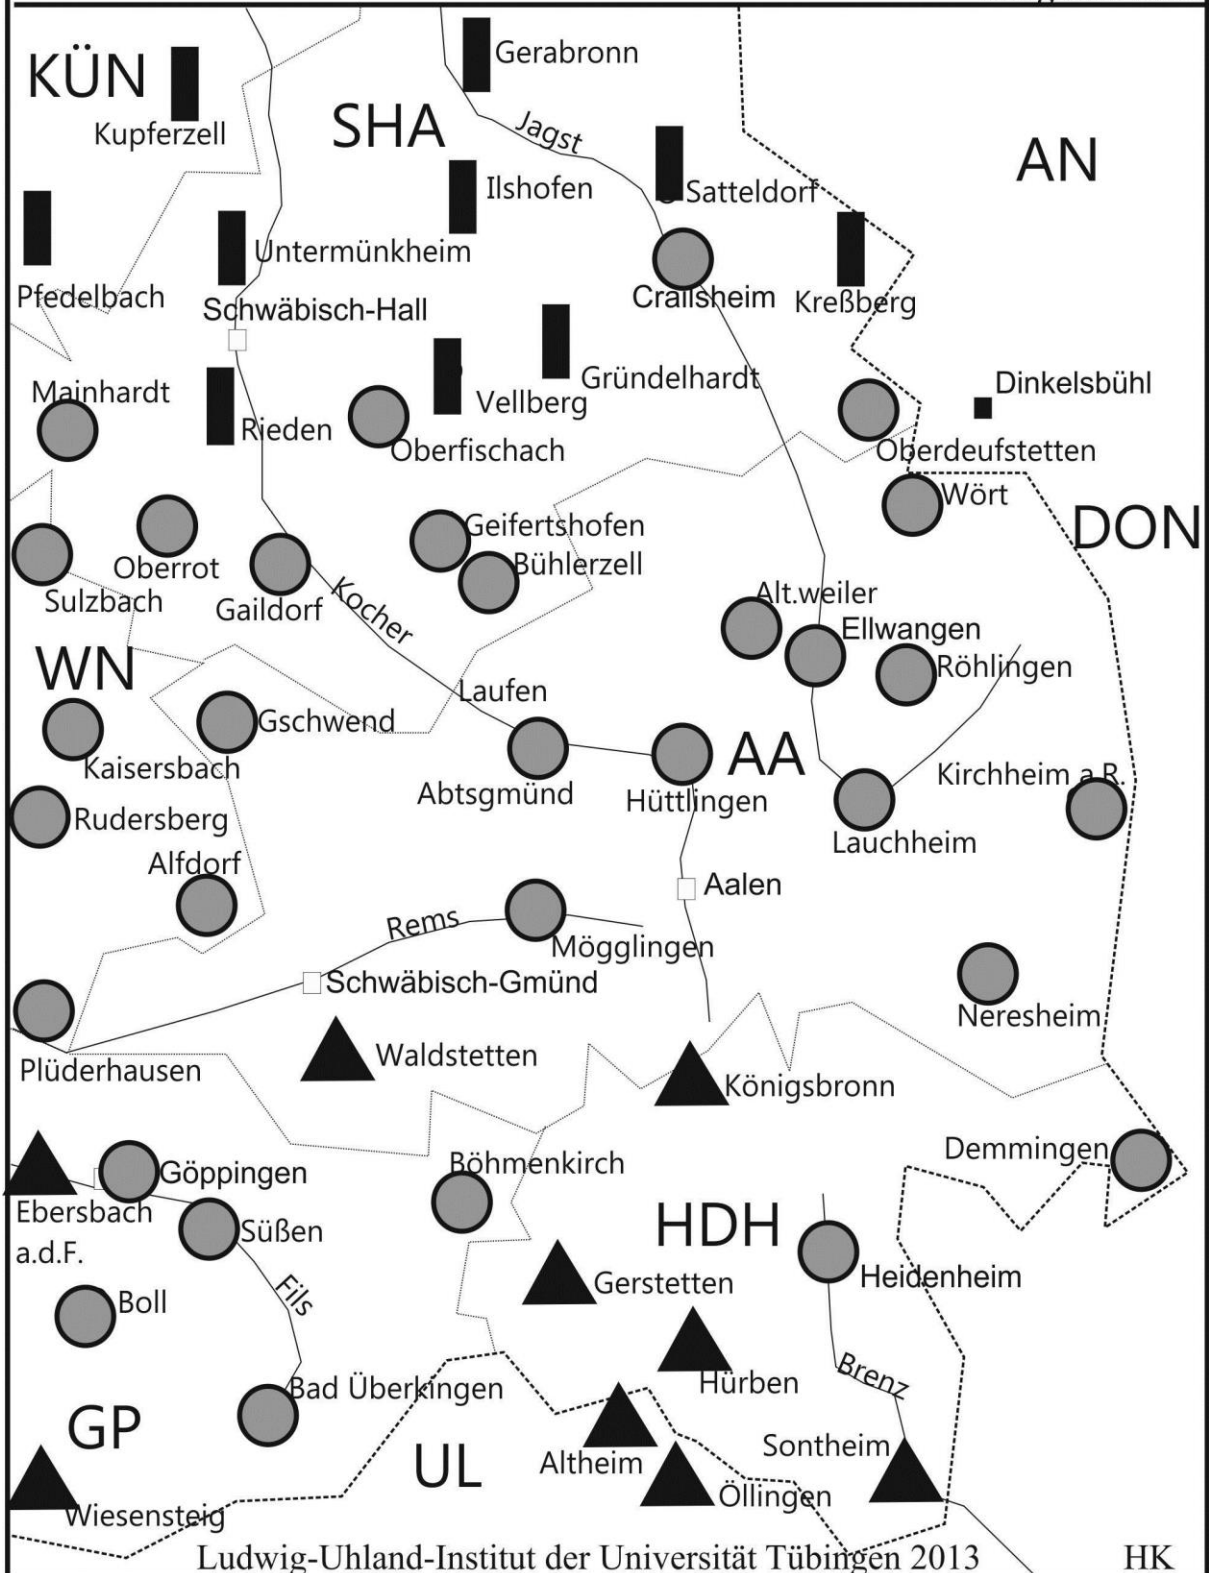 Gerabronn
KÜN
Kupferzell
SHA
Jagst
AN
Ilshofen
Satteldorf
Untermünkheim
Pfedelbach
Schwäbisch-Hall
Crailsheim
Kreßberg
Mainhardt
Gründelhardt
Dinkelsbühl
Vellberg
Rieden
Oberfischach
Oberdeufstetten
Wört
Geifertshofen
DON
Oberrot
Bühlerzell
Sulzbach
Gaildorf
Kocher
Alt.weiler
Ellwangen
WN
Röhlingen
Laufen
Gschwend
AA
Kaisersbach
Kirchheim a.R.
Abtsgmünd
Hüttlingen
Rudersberg
Lauchheim
Alfdorf
Aalen
Rems
Mögglingen
Schwäbisch-Gmünd
Neresheim
Plüderhausen
Waldstetten
Königsbronn
Demmingen
Göppingen
Böhmenkirch
Ebersbach
a.d.F.
Süßen
HDH
Fils
Gerstetten
Heidenheim
Boll
Hürben
Brenz
Bad Überkingen
GP
UL
Altheim
Sontheim
Öllingen
Wiesensteig
Ludwig-Uhland-Institut der Universität Tübingen 2013
HK